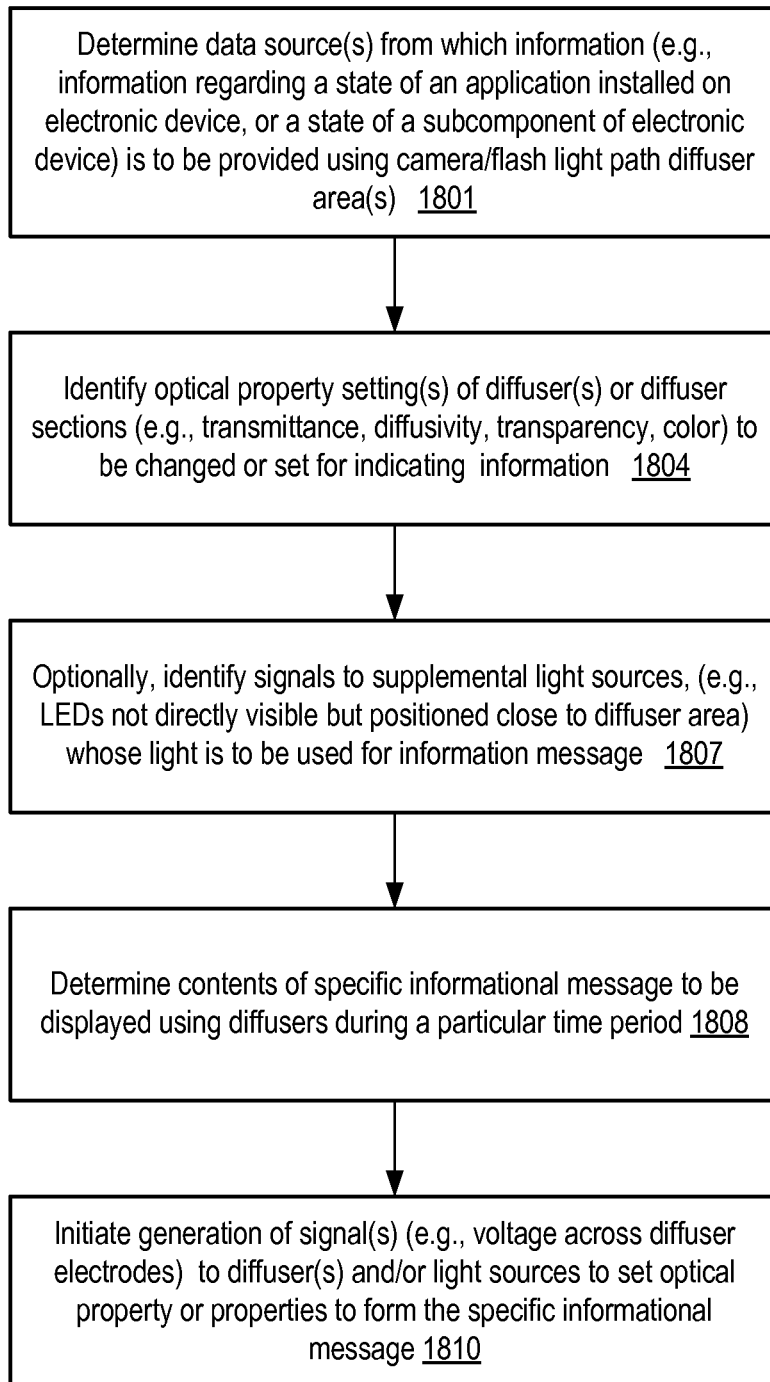 Determine data source(s) from which information (e.g.,
information regarding a state of an application installed on
electronic device, or a state of a subcomponent of electronic
device) is to be provided using camera/flash light path diffuser
area(s) 1801
Identify optical property setting(s) of diffuser(s) or diffuser
sections (e.g., transmittance, diffusivity, transparency, color) to
be changed or set for indicating information 1804
Optionally, identify signals to supplemental light sources, (e.g.,
LEDs not directly visible but positioned close to diffuser area)
whose light is to be used for information message 1807
Determine contents of specific informational message to be
displayed using diffusers during a particular time period 1808
Initiate generation of signal(s) (e.g., voltage across diffuser
electrodes) to diffuser(s) and/or light sources to set optical
property or properties to form the specific informational
message 1810